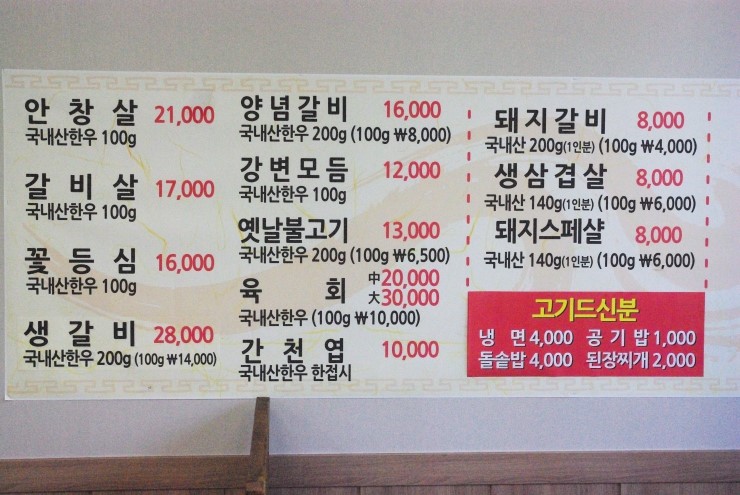 안창살 21,000
국내산한우 100g
갈비살 17,000
국내산한우 100g
꽃등심 16,000
국내산한우 100g
생갈비 28,000
국내산한우 200g (100g ₩14,000)
양념갈비 16,000
국내산한우 200g (100g ₩8,000)
강변모듬 12,000
국내산한우 100g
옛날불고기 13,000
국내산한우 200g (100g ₩6,500)
육회 中20,000
大30,000
국내산한우 (100g ₩10,000)
간천엽 10,000
국내산한우 한접시
돼지갈비 8,000
국내산 200g(1인분) (100g ₩4,000)
생삼겹살 8,000
국내산 140g(1인분) (100g ₩6,000)
돼지스페샬 8,000
국내산 140g(1인분) (100g ₩6,000)
고기드신분
냉면 4,000 공기밥 1,000
돌솥밥 4,000 된장찌개 2,000